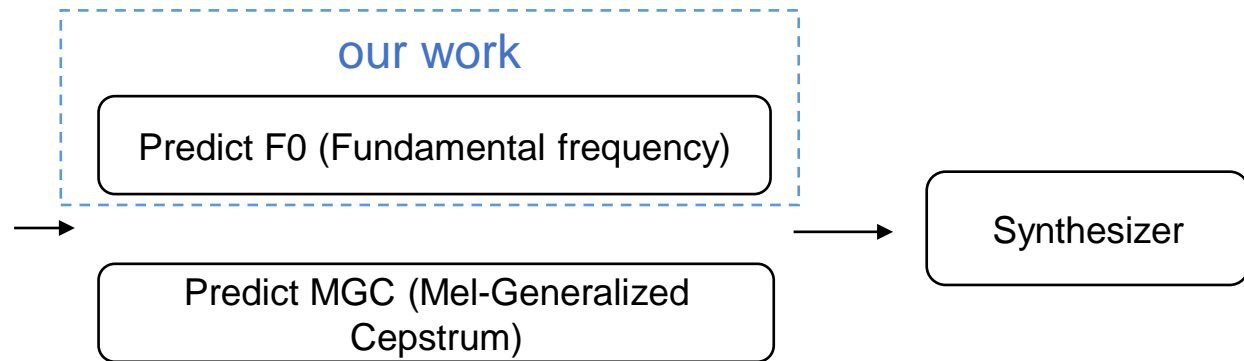 our work
Predict F0 (Fundamental frequency)
Synthesizer
Predict MGC (Mel-Generalized
Cepstrum)